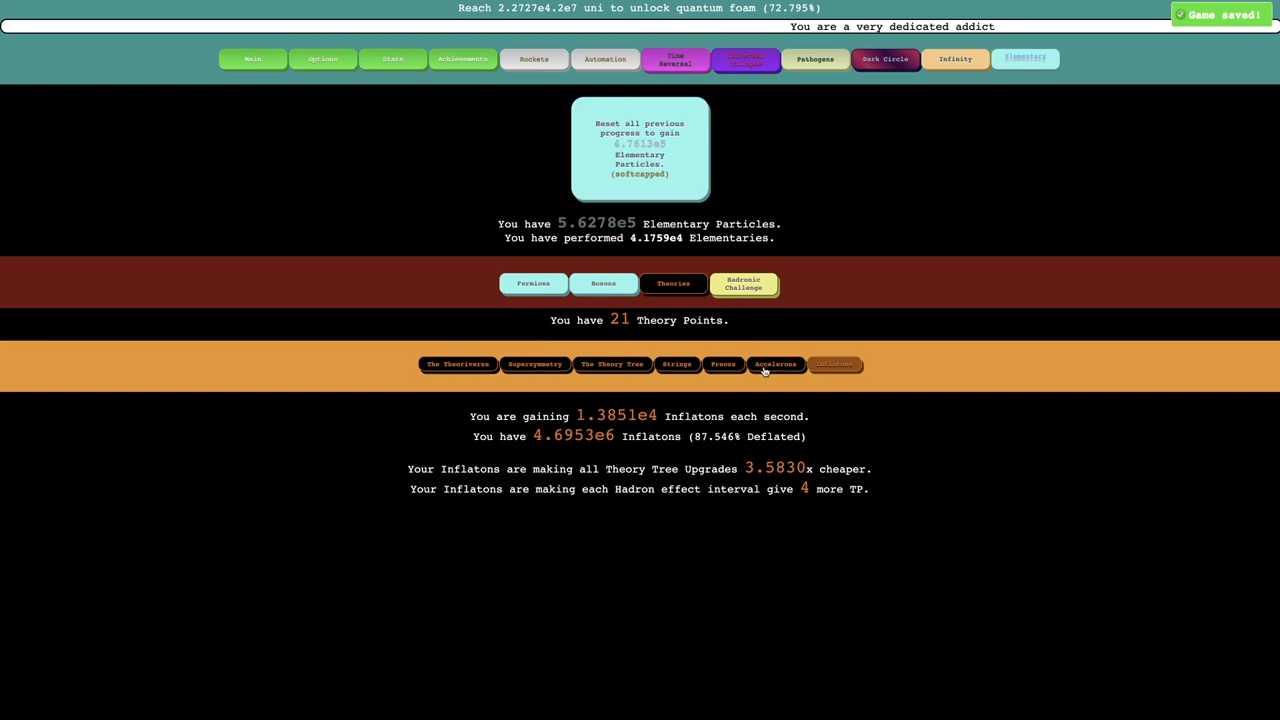 Reach 2.2727e4.2e7 uni to unlock quantum foam (72.795%)
Game saved!
You are a very dedicated addict
Main
Options
Stats
Achievements
Rockets
Automation
Time
Reversal
Universal
Collapse
Pathogens
Dark Circle
Infinity
Elementary
Reset all previous
progress to gain
4.7613e5
Elementary
Particles.
(softcapped)
You have 5.6278e5 Elementary Particles.
You have performed 4.1759e4 Elementaries.
Fermions
Bosons
Theories
Hadronic
Challenge
You have 21 Theory Points.
The Theoriverse
Supersymmetry
The Theory Tree
Strings
Preons
Accelerons
Inflatons
You are gaining 1.3851e4 Inflatons each second.
You have 4.6953e6 Inflatons (87.546% Deflated)
Your Inflatons are making all Theory Tree Upgrades 3.5830x cheaper.
Your Inflatons are making each Hadron effect interval give 4 more TP.